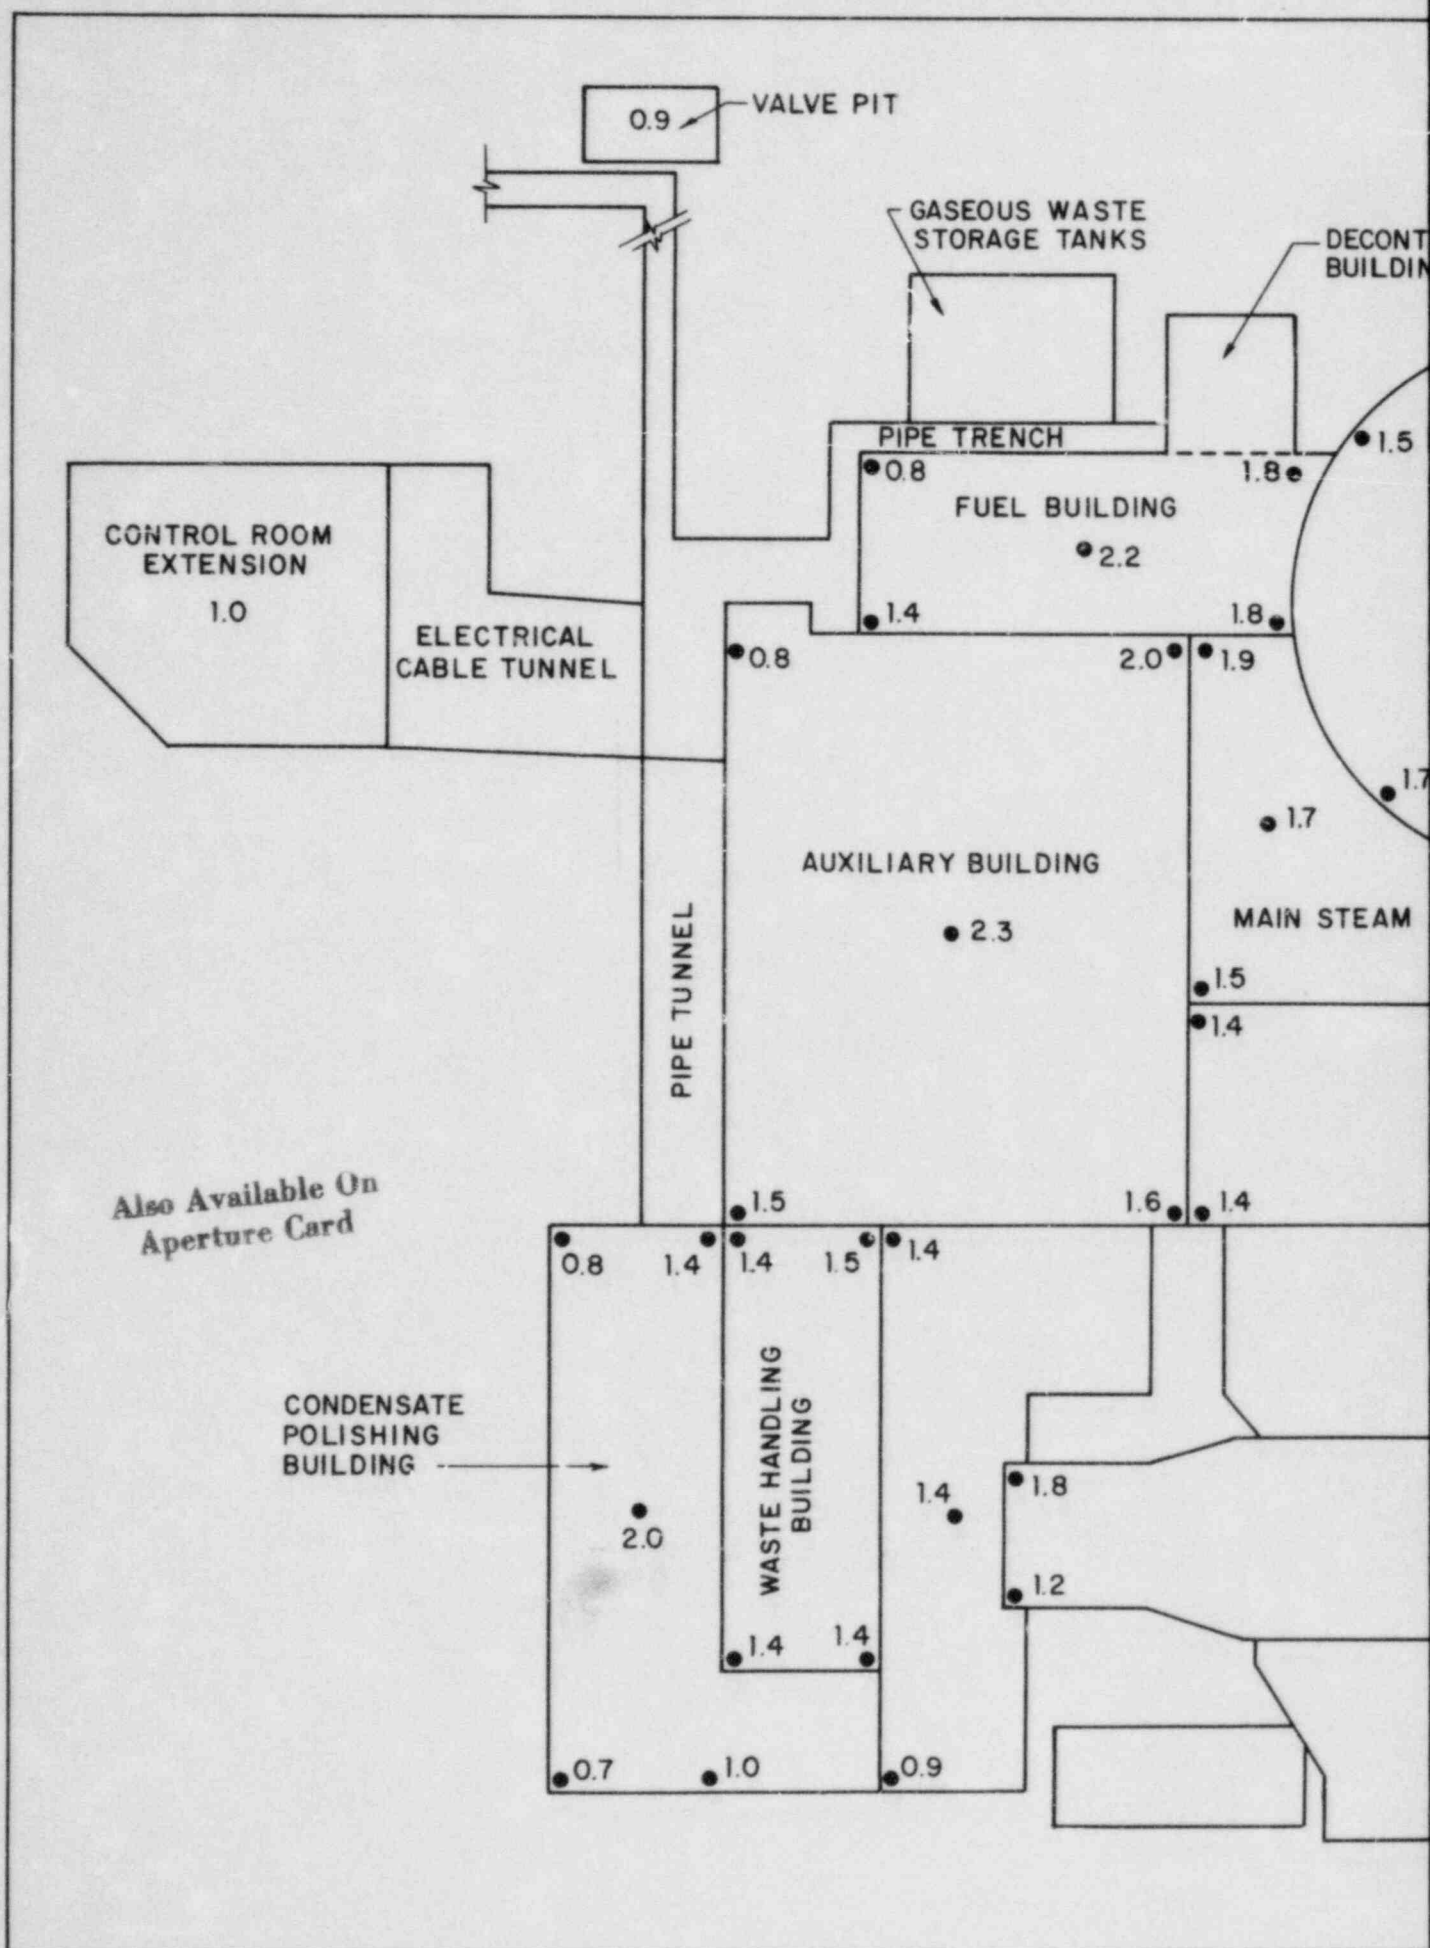 0.9
VALVE PIT
GASEOUS WASTE
STORAGE TANKS
DECONT
BUILDIN
PIPE TRENCH
1.5
0.8
1.8
FUEL BUILDING
2.2
CONTROL ROOM
EXTENSION
1.0
ELECTRICAL
CABLE TUNNEL
1.4
1.8
0.8
2.0
1.9
1.7
1.7
AUXILIARY BUILDING
2.3
MAIN STEAM
PIPE TUNNEL
1.5
1.4
Also Available On
Aperture Card
1.5
1.6
1.4
0.8
1.4
1.4
1.5
1.4
CONDENSATE
POLISHING
BUILDING
WASTE HANDLING
BUILDING
2.0
1.4
1.8
1.2
1.4
1.4
0.7
1.0
0.9